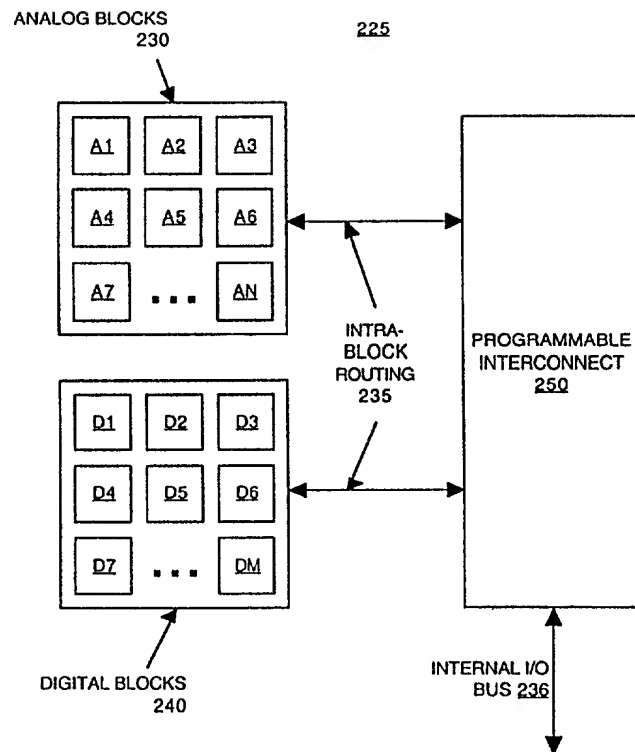 ANALOG BLOCKS
230
225
A1 A2 A3
A4 A5 A6
A7 ... AN
INTRA-
BLOCK
ROUTING
235
PROGRAMMABLE
INTERCONNECT
250
D1 D2 D3
D4 D5 D6
D7 ... DM
DIGITAL BLOCKS
240
INTERNAL I/O
BUS 236